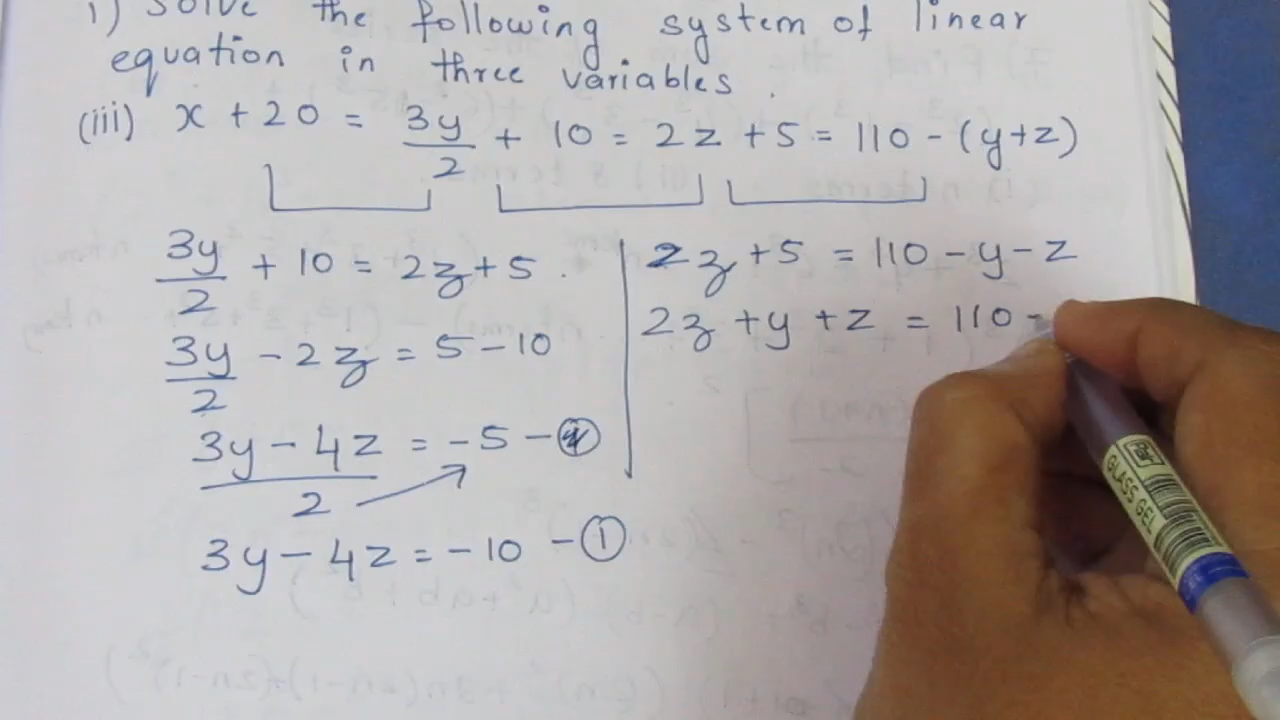 1) Solve the following system of linear
equation in three variables.
(iii) x + 20 = 3y/2 + 10 = 2z + 5 = 110 - (y+z)
3y/2 + 10 = 2z + 5.
3y/2 - 2z = 5 - 10
3y - 4z/2 = -5 -
3y - 4z = -10 - ①
2z + 5 = 110 - y - z
2z + y + z = 110 -
GLASS GEL